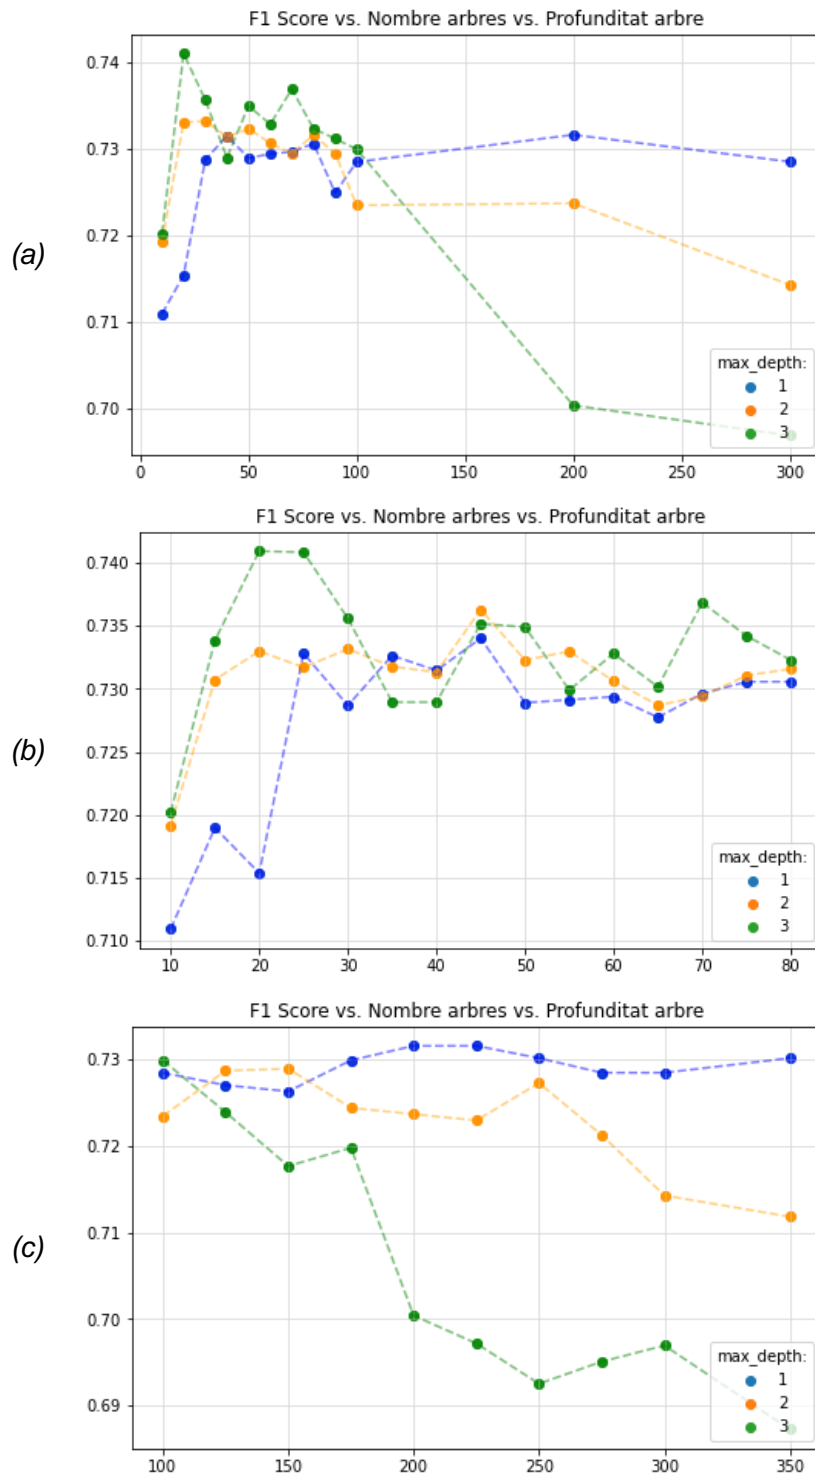 F1 Score vs. Nombre arbres vs. Profunditat arbre
0.74
0.73
0.72
0.71
0.70
(a)
max_depth:
1
2
3
0 50 100 150 200 250 300
F1 Score vs. Nombre arbres vs. Profunditat arbre
0.740
0.735
0.730
0.725
0.720
0.715
0.710
(b)
max_depth:
1
2
3
10 20 30 40 50 60 70 80
F1 Score vs. Nombre arbres vs. Profunditat arbre
0.73
0.72
0.71
0.70
0.69
(c)
max_depth:
1
2
3
100 150 200 250 300 350